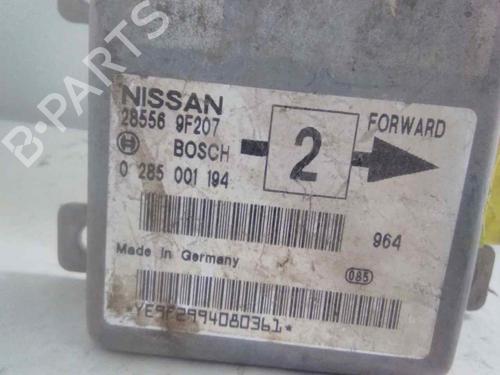 NISSAN
28556 9F207
BOSCH
0 285 001 194
2
FORWARD
964
Made in Germany
085
*YE9F2994080361*
B-PARTS